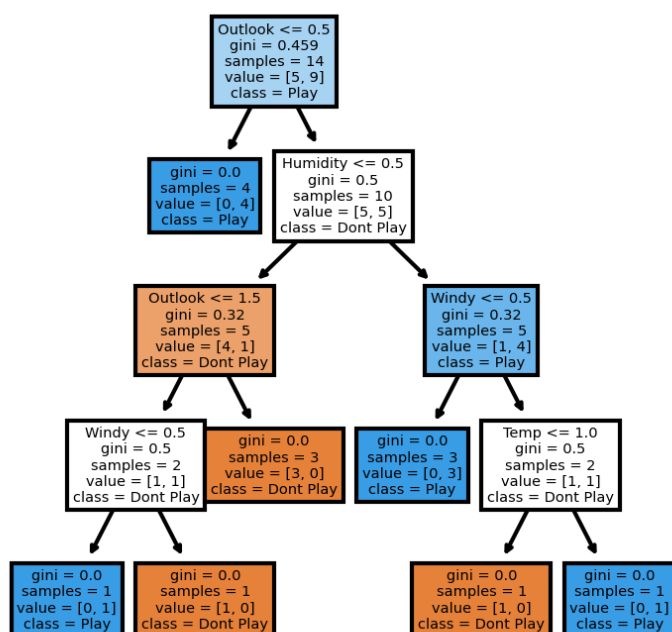 Outlook <= 0.5
gini = 0.459
samples = 14
value = [5, 9]
class = Play
gini = 0.0
samples = 4
value = [0, 4]
class = Play
Humidity <= 0.5
gini = 0.5
samples = 10
value = [5, 5]
class = Dont Play
Outlook <= 1.5
gini = 0.32
samples = 5
value = [4, 1]
class = Dont Play
Windy <= 0.5
gini = 0.32
samples = 5
value = [1, 4]
class = Play
Windy <= 0.5
gini = 0.5
samples = 2
value = [1, 1]
class = Dont Play
gini = 0.0
samples = 3
value = [3, 0]
class = Dont Play
gini = 0.0
samples = 3
value = [0, 3]
class = Play
Temp <= 1.0
gini = 0.5
samples = 2
value = [1, 1]
class = Dont Play
gini = 0.0
samples = 1
value = [0, 1]
class = Play
gini = 0.0
samples = 1
value = [1, 0]
class = Dont Play
gini = 0.0
samples = 1
value = [1, 0]
class = Dont Play
gini = 0.0
samples = 1
value = [0, 1]
class = Play